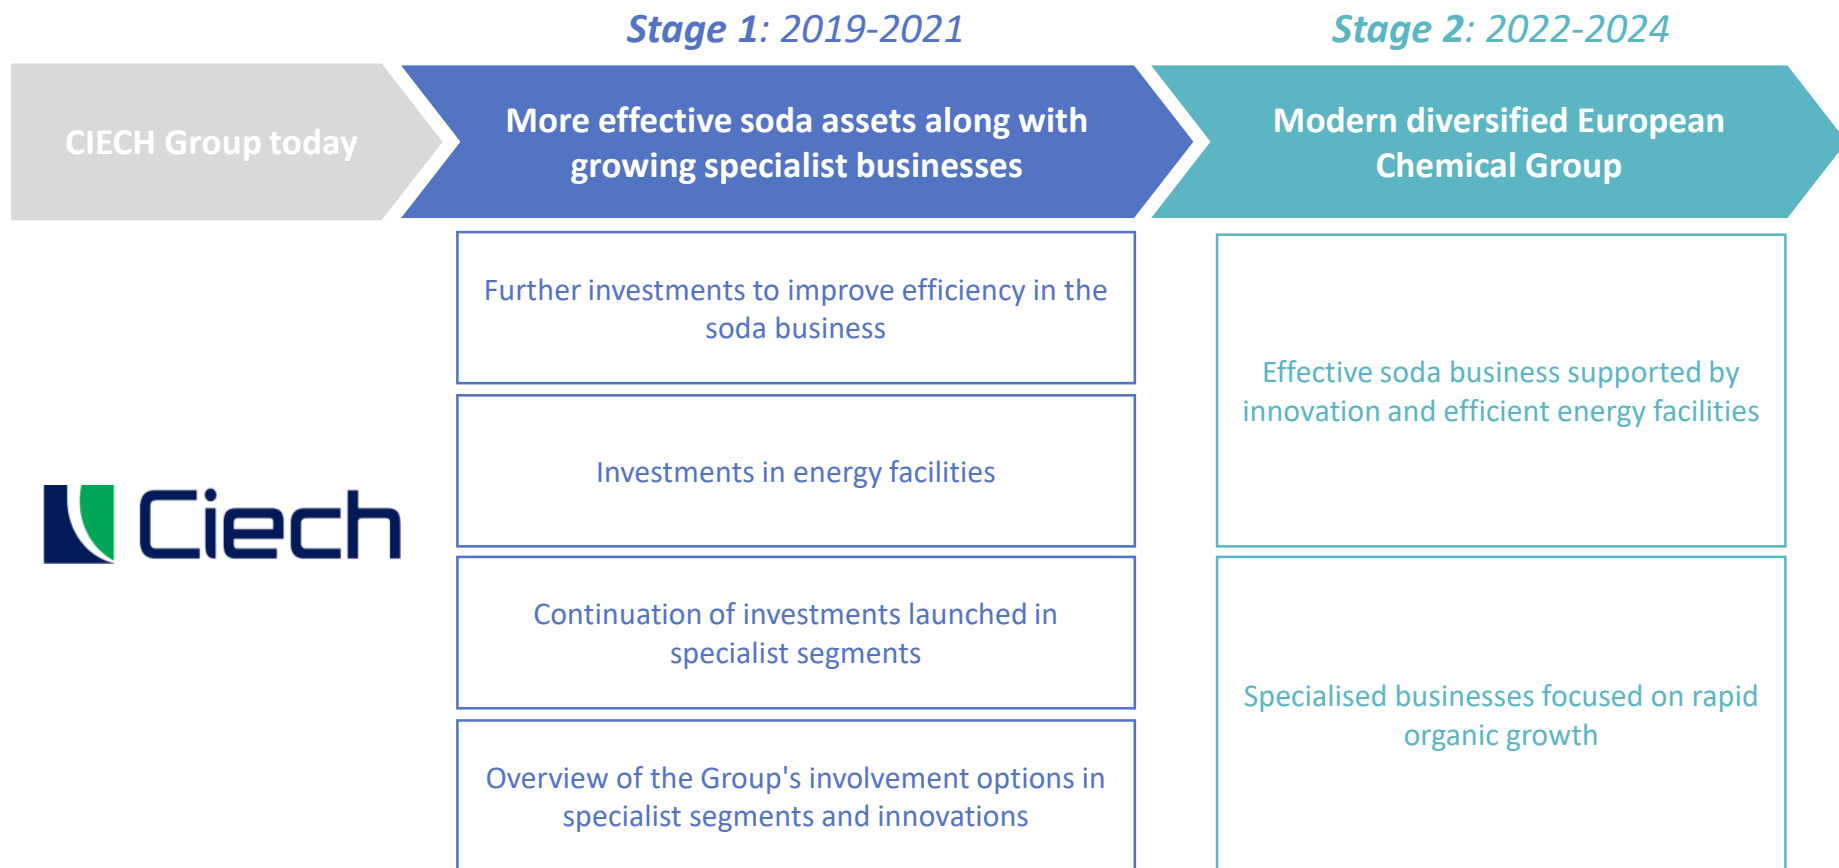 Stage 1: 2019-2021
Stage 2: 2022-2024
CIECH Group today
More effective soda assets along with
growing specialist businesses
Modern diversified European
Chemical Group
Ciech
Further investments to improve efficiency in the
soda business
Investments in energy facilities
Continuation of investments launched in
specialist segments
Overview of the Group's involvement options in
specialist segments and innovations
Effective soda business supported by
innovation and efficient energy facilities
Specialised businesses focused on rapid
organic growth